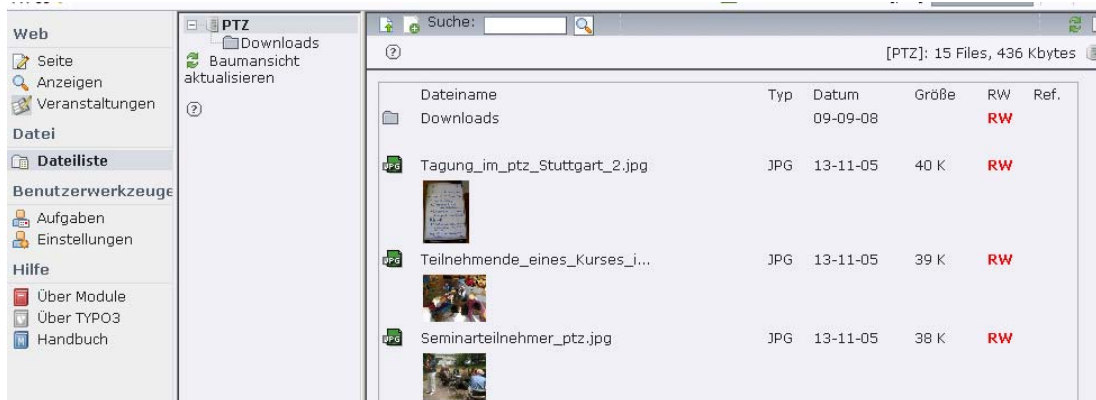 Web
Seite
Anzeigen
Veranstaltungen
Datei
Dateiliste
Benutzerwerkzeuge
Aufgaben
Einstellungen
Hilfe
Über Module
Über TYPO3
Handbuch
PTZ
Downloads
Baumansicht
aktualisieren
Suche:
[PTZ]: 15 Files, 436 Kbytes
Dateiname Typ Datum Größe RW Ref.
Downloads 09-09-08 RW
JPG Tagung_im_ptz_Stuttgart_2.jpg JPG 13-11-05 40 K RW
JPG Teilnehmende_eines_Kurses_i... JPG 13-11-05 39 K RW
JPG Seminarteilnehmer_ptz.jpg JPG 13-11-05 38 K RW